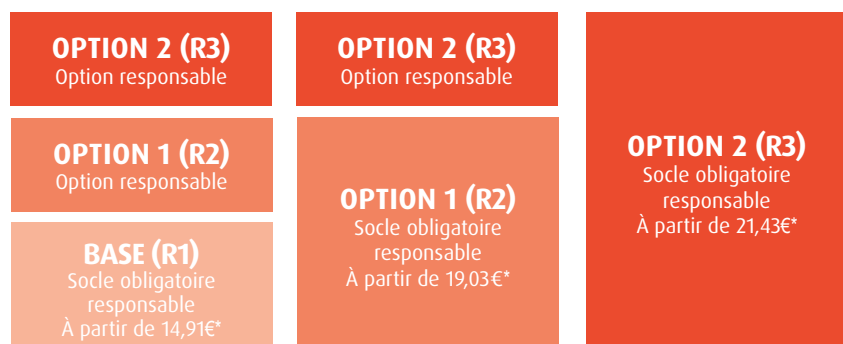 OPTION 2 (R3)
Option responsable
OPTION 1 (R2)
Option responsable
BASE (R1)
Socle obligatoire
responsable
À partir de 14,91€*
OPTION 2 (R3)
Option responsable
OPTION 1 (R2)
Socle obligatoire
responsable
À partir de 19,03€*
OPTION 2 (R3)
Socle obligatoire
responsable
À partir de 21,43€*